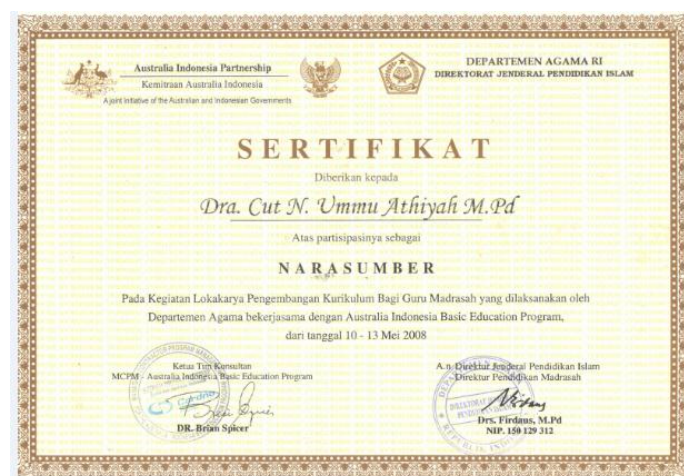 Australia Indonesia Partnership
Kemitraan Australia Indonesia
A joint initiative of the Australian and Indonesian Governments
DEPARTEMEN AGAMA RI
DIREKTORAT JENDERAL PENDIDIKAN ISLAM
SERTIFIKAT
Diberikan kepada
Dra. Cut N. Ummu Athiyah M.Pd
Atas partisipasinya sebagai
NARASUMBER
Pada Kegiatan Lokakarya Pengembangan Kurikulum Bagi Guru Madrasah yang dilaksanakan oleh
Departemen Agama bekerjasama dengan Australia Indonesia Basic Education Program,
dari tanggal 10 - 13 Mei 2008
Ketua Tim Konsultan
MCPM - Australia Indonesia Basic Education Program
DR. Brian Spicer
A.n. Direktur Jenderal Pendidikan Islam
Direktur Pendidikan Madrasah
Drs. Firdaus, M.Pd
NIP. 150 129 312